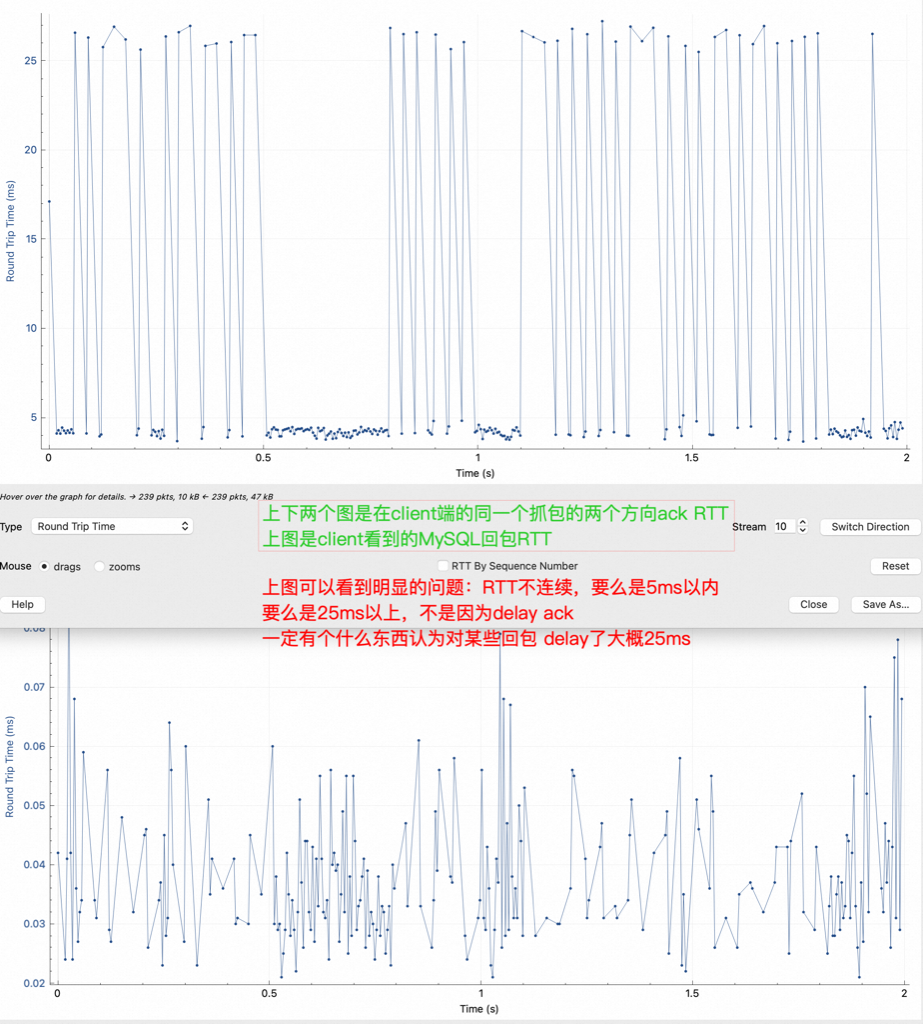 25
20
15
10
5
Round Trip Time (ms)
0
0.5
1
1.5
2
Time (s)
Hover over the graph for details. → 239 pkts, 10 kB ← 239 pkts, 47 kB
上下两个图是在client端的同一个抓包的两个方向ack RTT
上图是client看到的MySQL回包RTT
Type
Round Trip Time
Stream
10
Switch Direction
Mouse
drags
zooms
RTT By Sequence Number
Reset
上图可以看到明显的问题：RTT不连续，要么是5ms以内
要么是25ms以上，不是因为delay ack
一定有个什么东西认为对某些回包 delay了大概25ms
Help
Close
Save As...
0.08
0.07
0.06
0.05
0.04
0.03
0.02
Round Trip Time (ms)
0
0.5
1
1.5
2
Time (s)